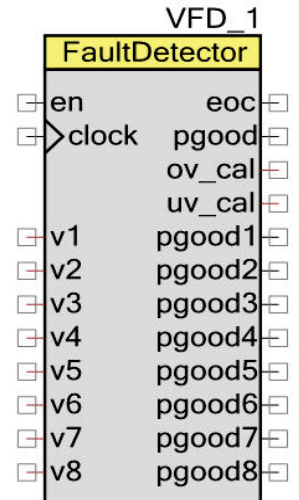 VFD_1
FaultDetector
en eoc
clock pgood
ov_cal
uv_cal
v1 pgood1
v2 pgood2
v3 pgood3
v4 pgood4
v5 pgood5
v6 pgood6
v7 pgood7
v8 pgood8